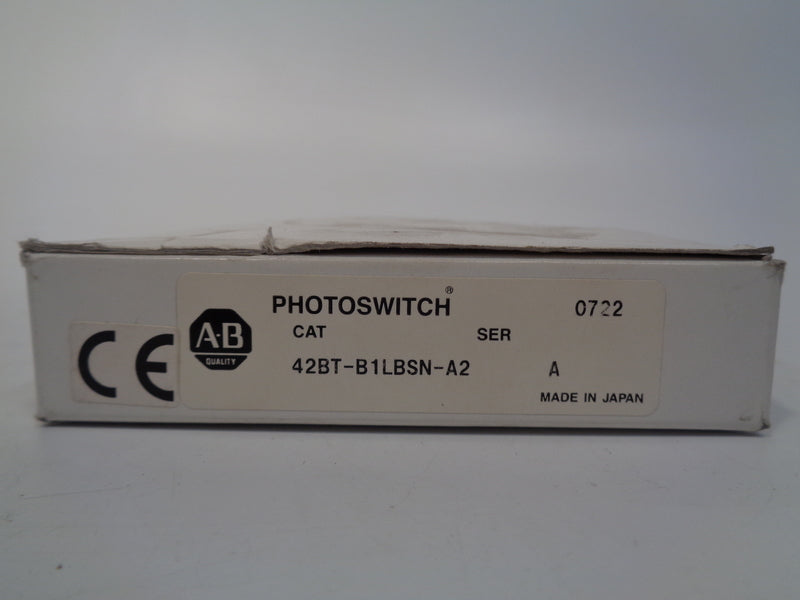 CE
A-B
QUALITY
PHOTOSWITCH®
0722
CAT
SER
42BT-B1LBSN-A2
A
MADE IN JAPAN